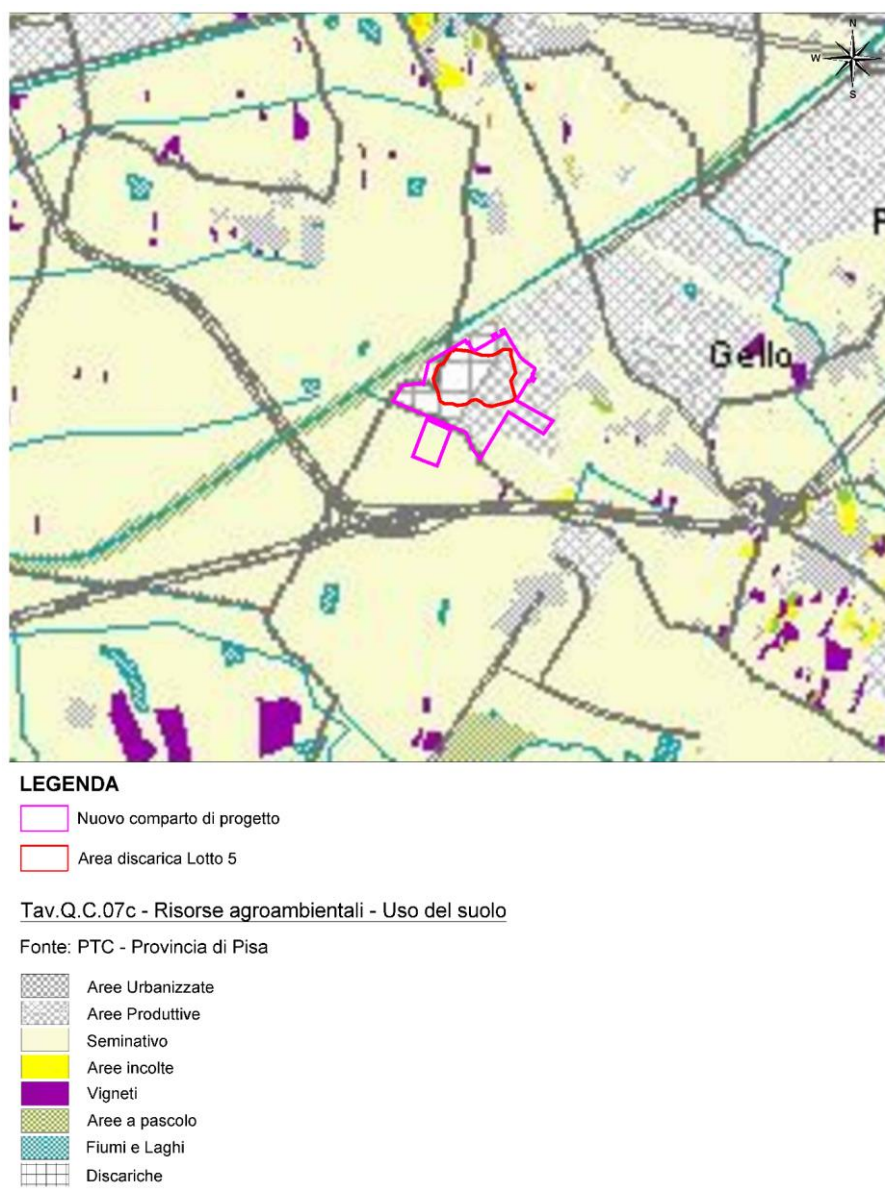 N
W
S
P
Gello
LEGENDA
Nuovo comparto di progetto
Area discarica Lotto 5
Tav.Q.C.07c - Risorse agroambientali - Uso del suolo
Fonte: PTC - Provincia di Pisa
Aree Urbanizzate
Aree Produttive
Seminativo
Aree incolte
Vigneti
Aree a pascolo
Fiumi e Laghi
Discariche